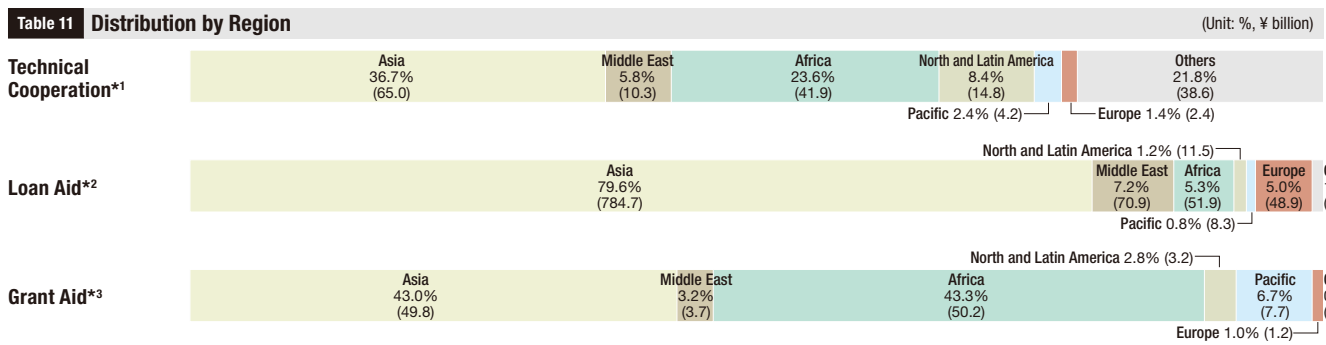 Table 11 Distribution by Region (Unit: %, ¥ billion)
Technical
Cooperation*1
Asia
36.7%
(65.0)
Middle East
5.8%
(10.3)
Africa
23.6%
(41.9)
North and Latin America
8.4%
(14.8)
Others
21.8%
(38.6)
Pacific 2.4% (4.2)
Europe 1.4% (2.4)
North and Latin America 1.2% (11.5)
Loan Aid*2
Asia
79.6%
(784.7)
Middle East
7.2%
(70.9)
Africa
5.3%
(51.9)
Europe
5.0%
(48.9)
Pacific 0.8% (8.3)
North and Latin America 2.8% (3.2)
Grant Aid*3
Asia
43.0%
(49.8)
Middle East
3.2%
(3.7)
Africa
43.3%
(50.2)
Pacific
6.7%
(7.7)
Europe 1.0% (1.2)